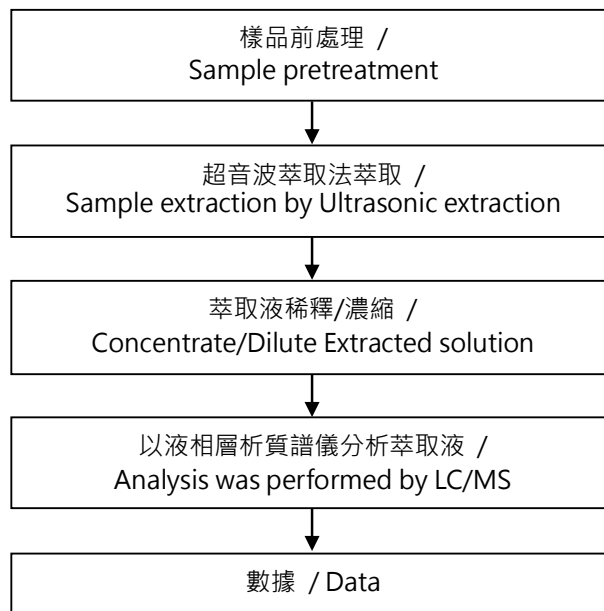 樣品前處理 /
Sample pretreatment
超音波萃取法萃取 /
Sample extraction by Ultrasonic extraction
萃取液稀釋/濃縮 /
Concentrate/Dilute Extracted solution
以液相層析質譜儀分析萃取液 /
Analysis was performed by LC/MS
數據 / Data